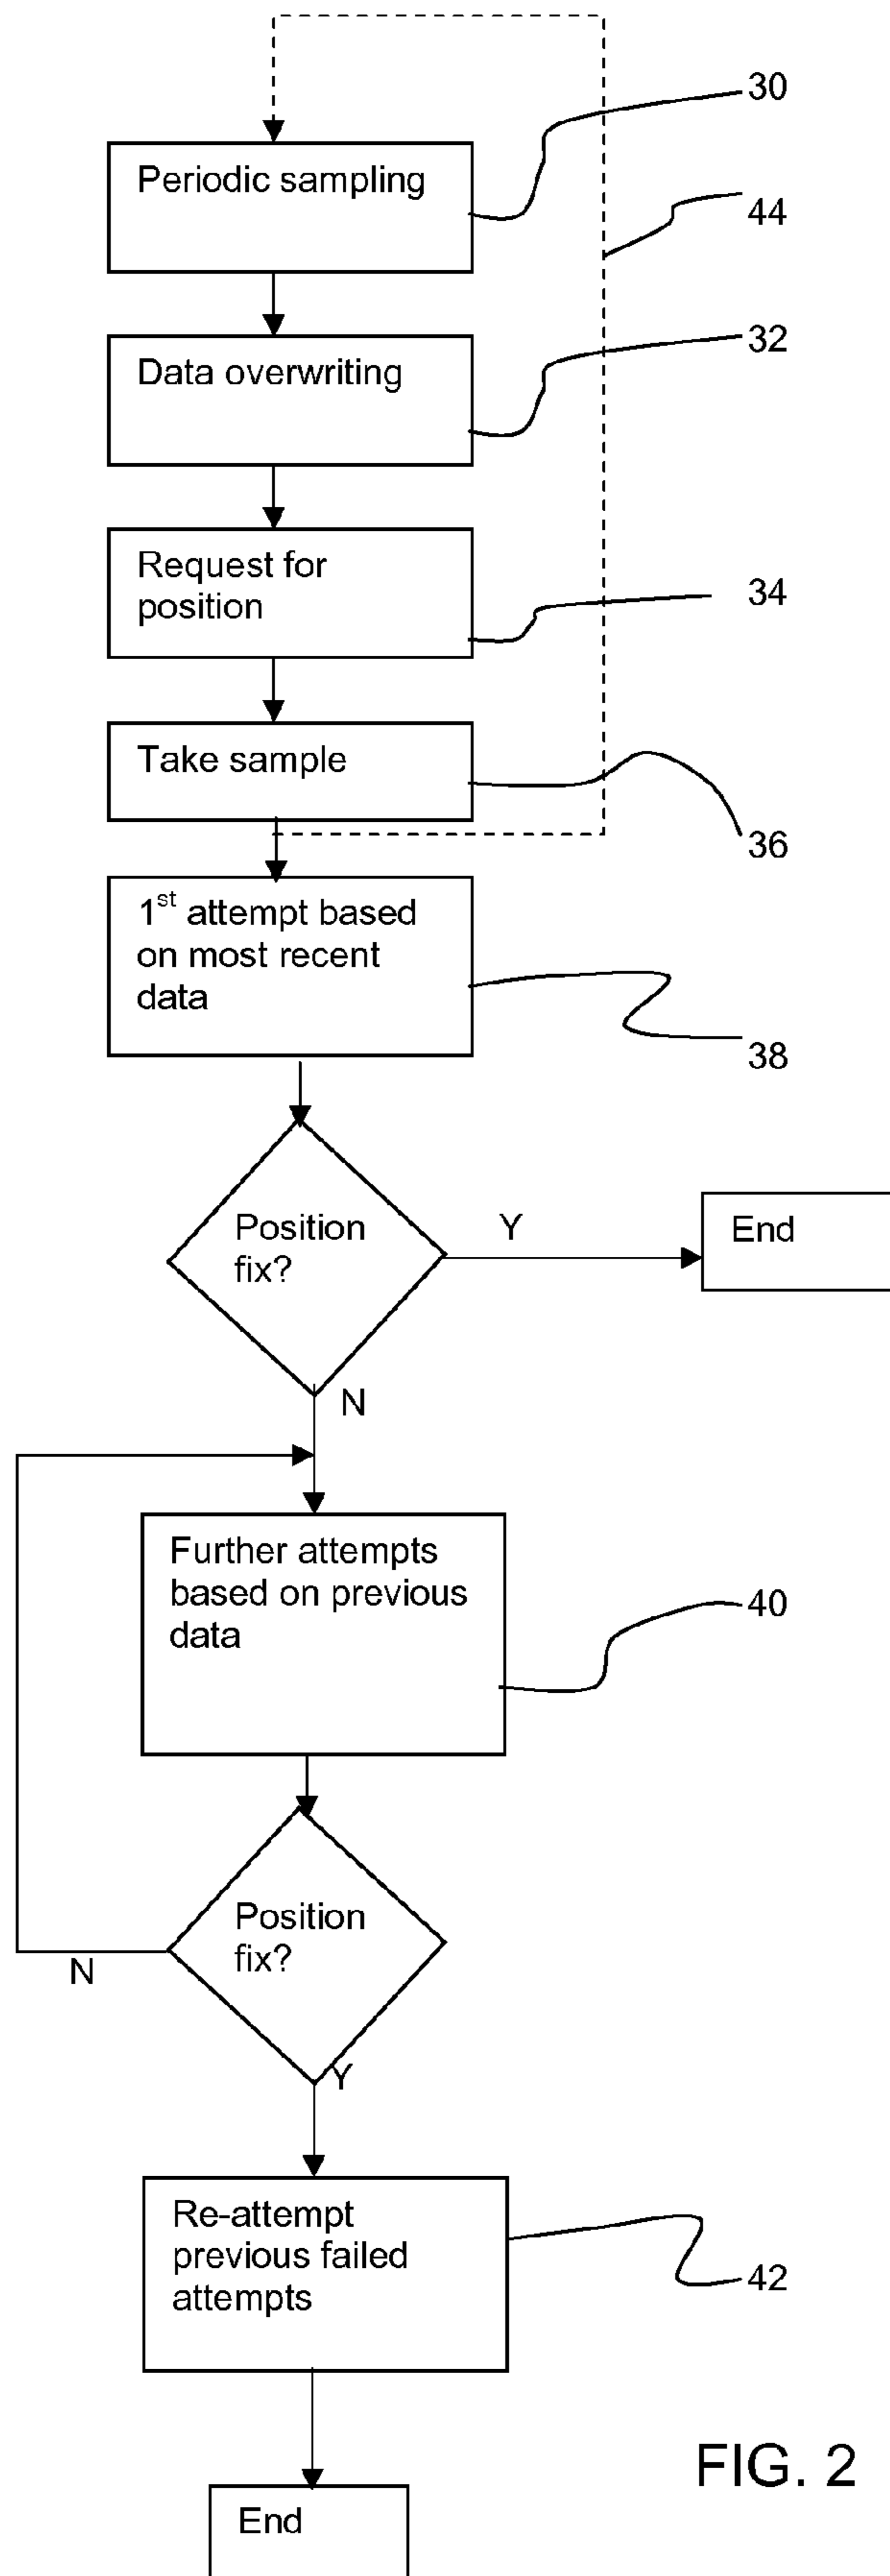 30
Periodic sampling
44
32
Data overwriting
Request for
position
34
Take sample
36
1st attempt based
on most recent
data
38
Position
fix?
Y
End
N
Further attempts
based on previous
data
40
Position
fix?
N
Y
Re-attempt
previous failed
attempts
42
FIG. 2
End